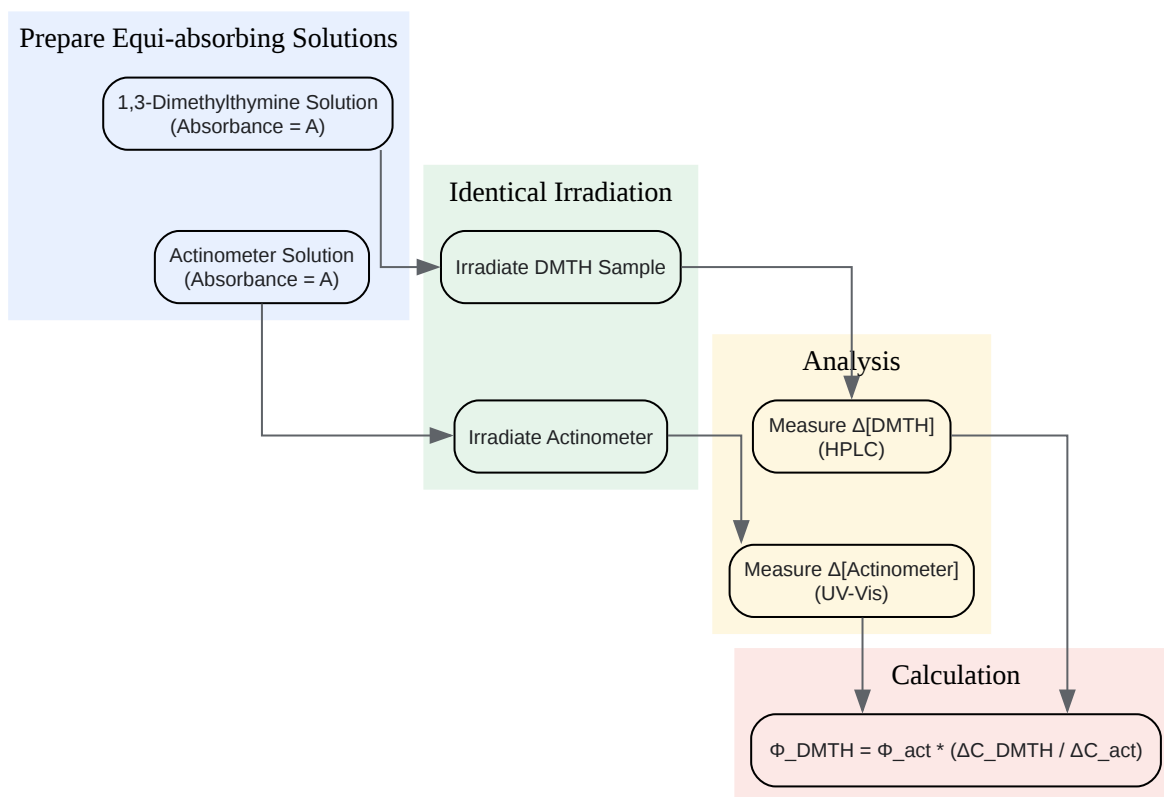 Prepare Equi-absorbing Solutions
1,3-Dimethylthymine Solution
(Absorbance = A)
Actinometer Solution
(Absorbance = A)
Identical Irradiation
Irradiate DMTH Sample
Irradiate Actinometer
Analysis
Measure Δ[DMTH]
(HPLC)
Measure Δ[Actinometer]
(UV-Vis)
Calculation
Φ_DMTH = Φ_act * (ΔC_DMTH / ΔC_act)